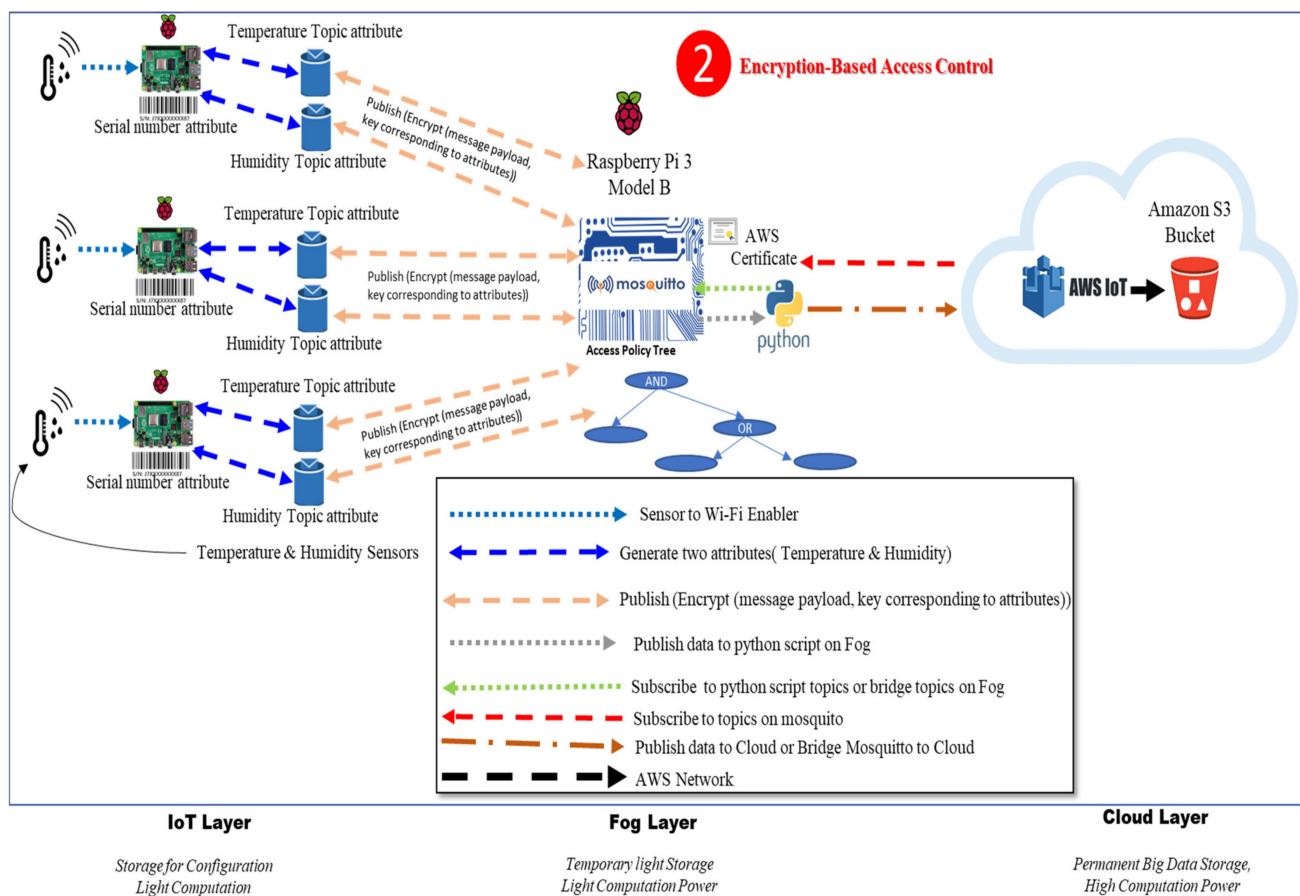 2 Encryption-Based Access Control
Temperature Topic attribute
S/N: J7XXXXXXXX87
Serial number attribute
Humidity Topic attribute
Publish (Encrypt (message payload,
key corresponding to attributes))
Temperature Topic attribute
Serial number attribute
Humidity Topic attribute
Publish (Encrypt (message payload,
key corresponding to attributes))
Temperature Topic attribute
Serial number attribute
Humidity Topic attribute
Publish (Encrypt (message payload,
key corresponding to attributes))
Temperature & Humidity Sensors
Raspberry Pi 3
Model B
mosquitto
Access Policy Tree
AND
OR
AWS
Certificate
python
Amazon S3
Bucket
AWS IoT
Sensor to Wi-Fi Enabler
Generate two attributes( Temperature & Humidity)
Publish (Encrypt (message payload, key corresponding to attributes))
Publish data to python script on Fog
Subscribe to python script topics or bridge topics on Fog
Subscribe to topics on mosquito
Publish data to Cloud or Bridge Mosquitto to Cloud
AWS Network
IoT Layer
Storage for Configuration
Light Computation
Fog Layer
Temporary light Storage
Light Computation Power
Cloud Layer
Permanent Big Data Storage,
High Computation Power